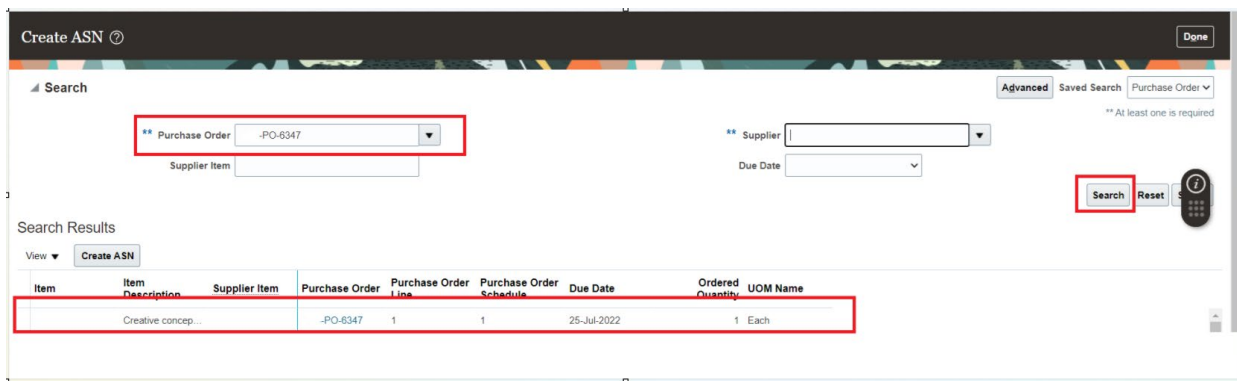 Create ASN
Done
Search
Advanced Saved Search Purchase Order
** At least one is required
** Purchase Order -PO-6347
** Supplier
Supplier Item
Due Date
Search Reset
Search Results
View Create ASN
Item Item Description Supplier Item Purchase Order Purchase Order Line Purchase Order Schedule Due Date Ordered Quantity UOM Name
Creative concep... -PO-6347 1 1 25-Jul-2022 1 Each